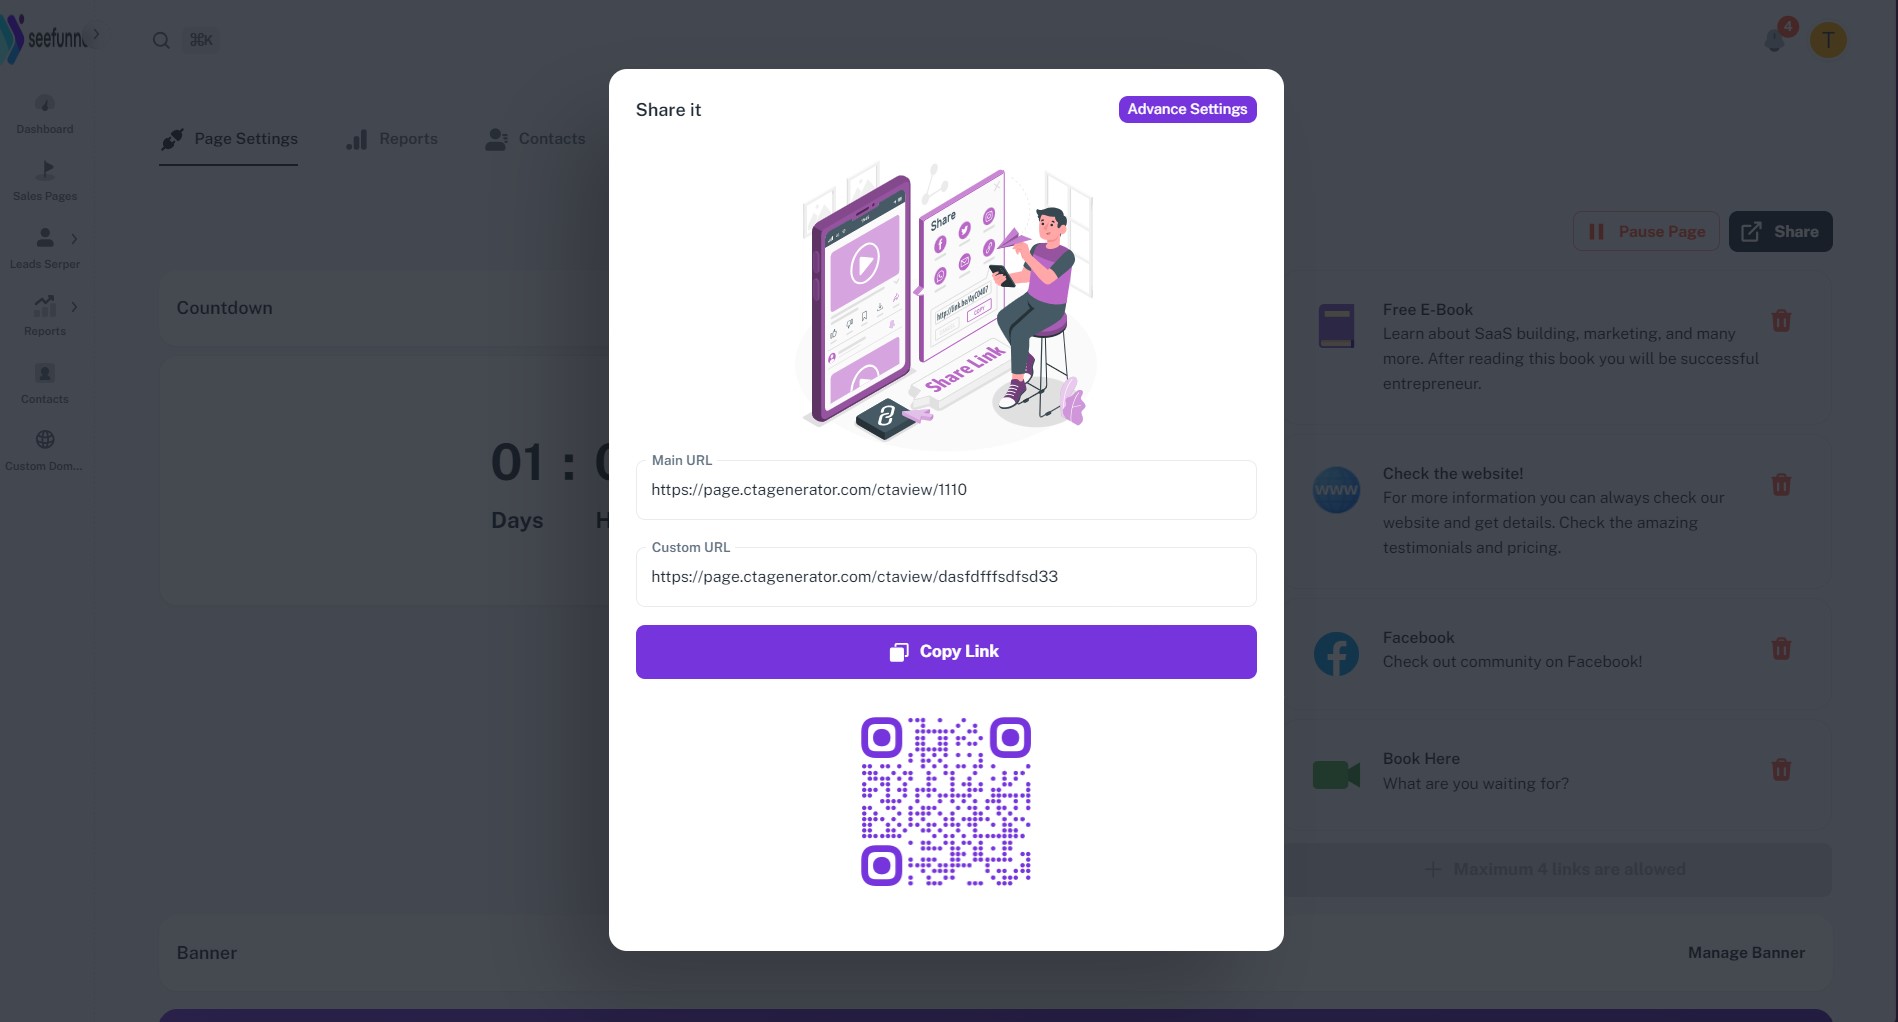 seefunne
⌘K
4
T
Dashboard
Sales Pages
Leads Serper
Reports
Contacts
Custom Dom...
Page Settings
Reports
Contacts
Pause Page
Share
Countdown
01 :
Days
H
Free E-Book
Learn about SaaS building, marketing, and many
more. After reading this book you will be successful
entrepreneur.
Check the website!
For more information you can always check our
website and get details. Check the amazing
testimonials and pricing.
WWW
Facebook
Check out community on Facebook!
Book Here
What are you waiting for?
Maximum 4 links are allowed
Banner
Manage Banner
Share it
Advance Settings
Share
COPY
Share Link
Main URL
https://page.ctagenerator.com/ctaview/1110
Custom URL
https://page.ctagenerator.com/ctaview/dasfdfffsdfsd33
Copy Link